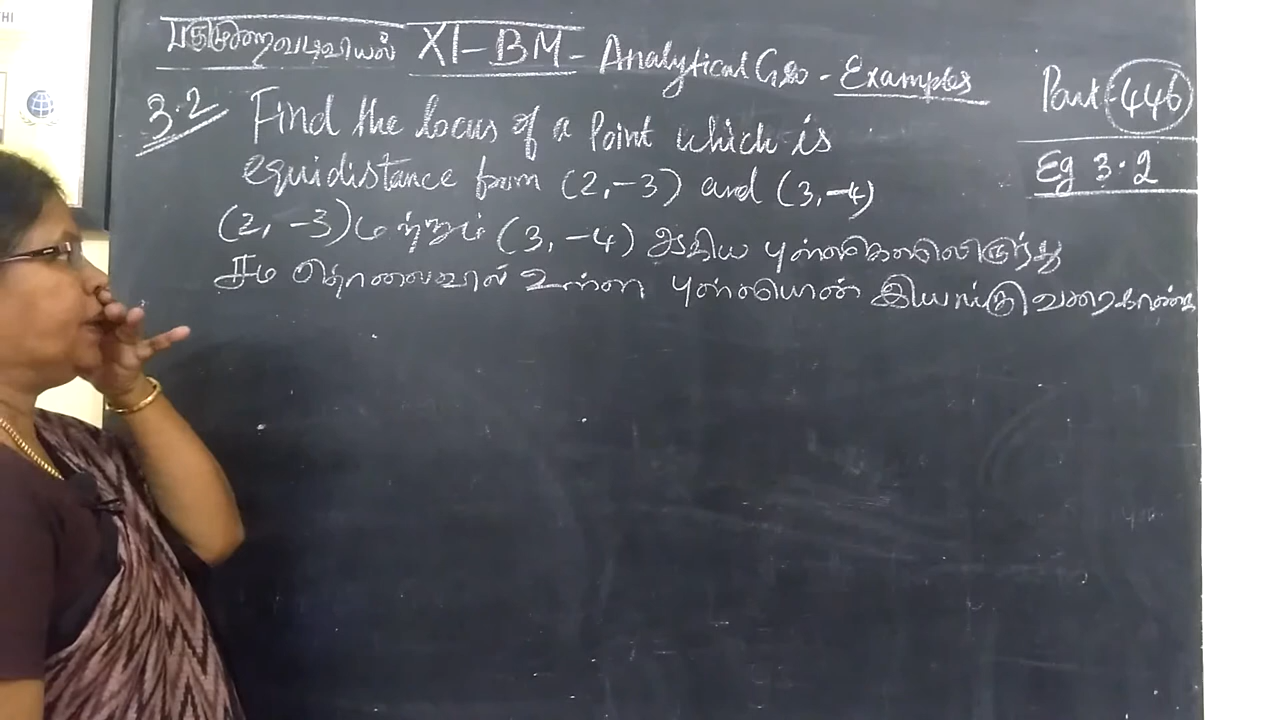 பகுமுறை வடிவியல் XI-BM- Analytical Geo - Examples
Part-446
Eg 3.2
3.2 Find the locus of a Point which is
equidistance from (2,-3) and (3,-4)
(2, -3) மற்றும் (3, -4) ஆகிய புள்ளிகளிலிருந்து
சம தொலைவில் உள்ள புள்ளியின் இயங்கு வரை காண்க